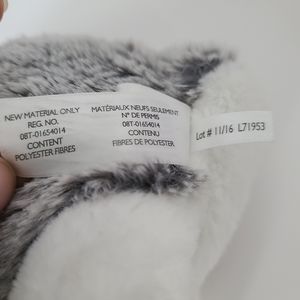 NEW MATERIAL ONLY
REG. NO.
08T-01654014
CONTENT
POLYESTER FIBRES
MATÉRIAUX NEUFS SEULEMENT
N° DE PERMIS
08T-01654014
CONTENU
FIBRES DE POLYESTER
Lot # 11/16 L71953